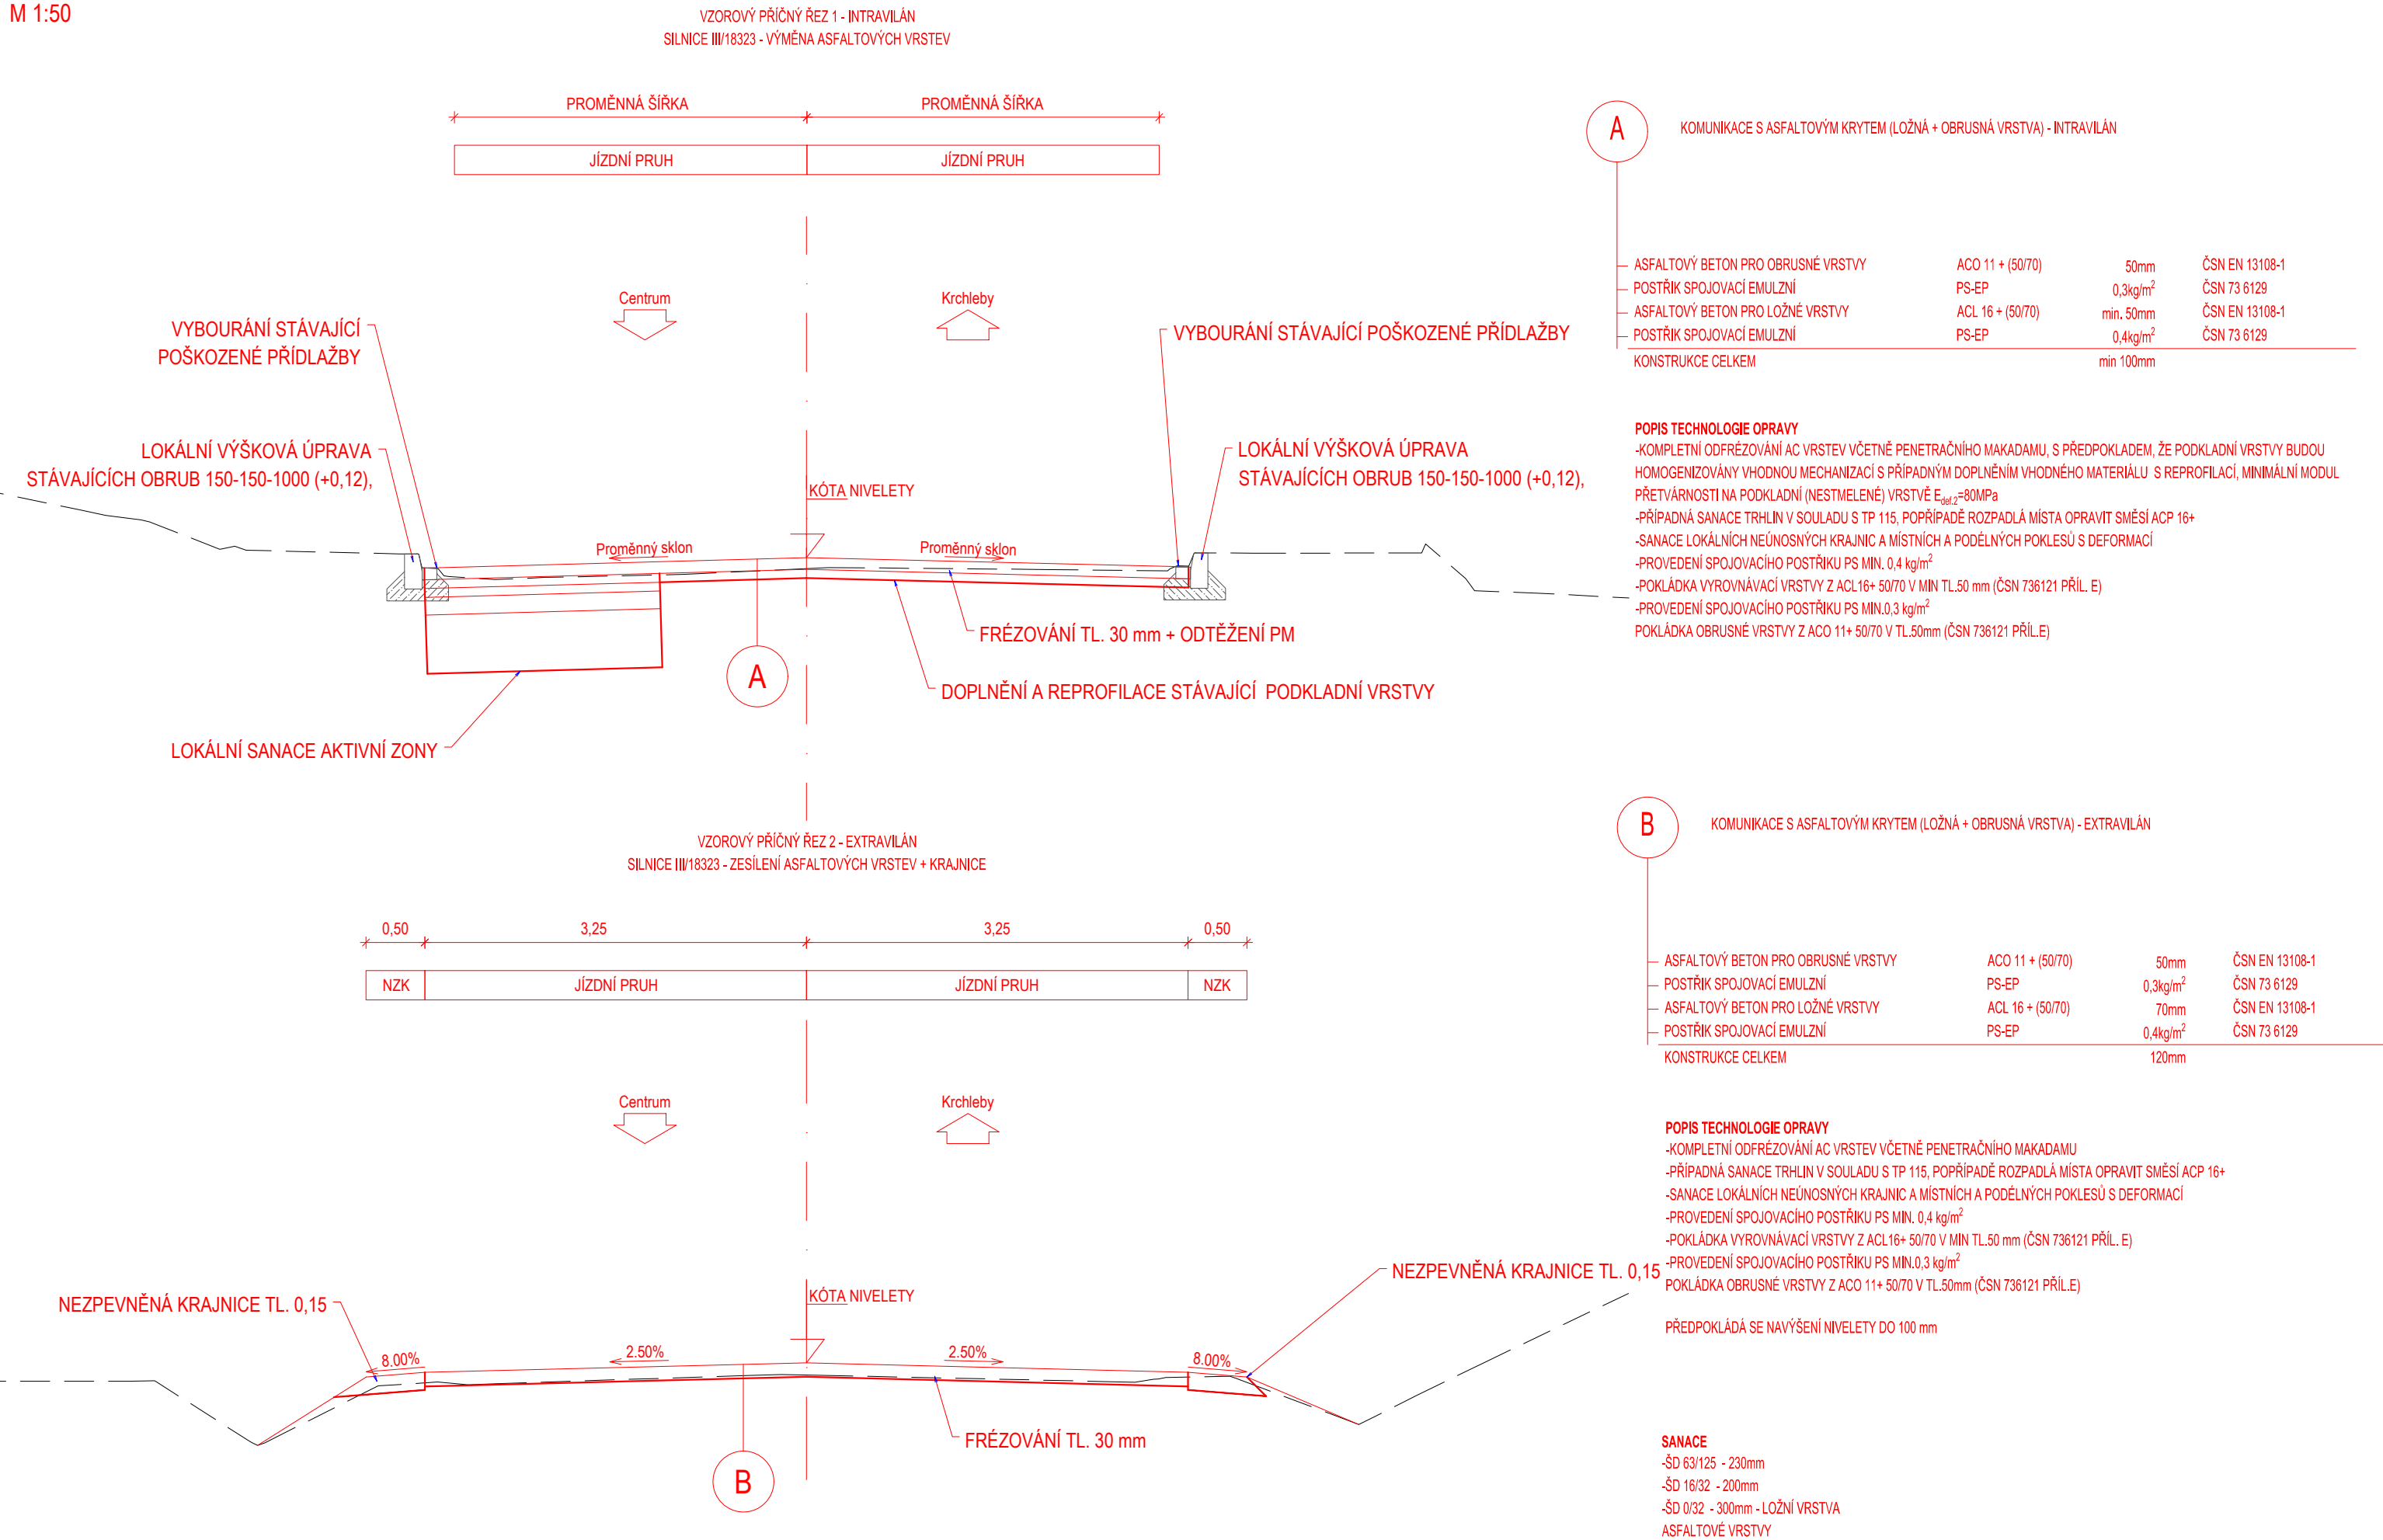 M 1:50
VZOROVÝ PŘÍČNÝ ŘEZ 1 - INTRAVILÁN
SILNICE III/18323 - VÝMĚNA ASFALTOVÝCH VRSTEV
PROMĚNNÁ ŠÍŘKA
PROMĚNNÁ ŠÍŘKA
JÍZDNÍ PRUH
JÍZDNÍ PRUH
Centrum
Krchleby
VYBOURÁNÍ STÁVAJÍCÍ
POŠKOZENÉ PŘÍDLAŽBY
VYBOURÁNÍ STÁVAJÍCÍ POŠKOZENÉ PŘÍDLAŽBY
LOKÁLNÍ VÝŠKOVÁ ÚPRAVA
STÁVAJÍCÍCH OBRUB 150-150-1000 (+0,12),
LOKÁLNÍ VÝŠKOVÁ ÚPRAVA
STÁVAJÍCÍCH OBRUB 150-150-1000 (+0,12),
KÓTA NIVELETY
Proměnný sklon
Proměnný sklon
FRÉZOVÁNÍ TL. 30 mm + ODTĚŽENÍ PM
A
DOPLNĚNÍ A REPROFILACE STÁVAJÍCÍ PODKLADNÍ VRSTVY
LOKÁLNÍ SANACE AKTIVNÍ ZONY
A
KOMUNIKACE S ASFALTOVÝM KRYTEM (LOŽNÁ + OBRUSNÁ VRSTVA) - INTRAVILÁN
ASFALTOVÝ BETON PRO OBRUSNÉ VRSTVY ACO 11 + (50/70) 50mm ČSN EN 13108-1
POSTŘIK SPOJOVACÍ EMULZNÍ PS-EP 0,3kg/m² ČSN 73 6129
ASFALTOVÝ BETON PRO LOŽNÉ VRSTVY ACL 16 + (50/70) min. 50mm ČSN EN 13108-1
POSTŘIK SPOJOVACÍ EMULZNÍ PS-EP 0,4kg/m² ČSN 73 6129
KONSTRUKCE CELKEM min 100mm
POPIS TECHNOLOGIE OPRAVY
-KOMPLETNÍ ODFRÉZOVÁNÍ AC VRSTEV VČETNĚ PENETRAČNÍHO MAKADAMU, S PŘEDPOKLADEM, ŽE PODKLADNÍ VRSTVY BUDOU
HOMOGENIZOVÁNY VHODNOU MECHANIZACÍ S PŘÍPADNÝM DOPLNĚNÍM VHODNÉHO MATERIÁLU S REPROFILACÍ, MINIMÁLNÍ MODUL
PŘETVÁRNOSTI NA PODKLADNÍ (NESTMELENÉ) VRSTVĚ Edef.2=80MPa
-PŘÍPADNÁ SANACE TRHLIN V SOULADU S TP 115, POPŘÍPADĚ ROZPADLÁ MÍSTA OPRAVIT SMĚSÍ ACP 16+
-SANACE LOKÁLNÍCH NEÚNOSNÝCH KRAJNIC A MÍSTNÍCH A PODÉLNÝCH POKLESŮ S DEFORMACÍ
-PROVEDENÍ SPOJOVACÍHO POSTŘIKU PS MIN. 0,4 kg/m²
-POKLÁDKA VYROVNÁVACÍ VRSTVY Z ACL16+ 50/70 V MIN TL.50 mm (ČSN 736121 PŘÍL. E)
-PROVEDENÍ SPOJOVACÍHO POSTŘIKU PS MIN.0,3 kg/m²
POKLÁDKA OBRUSNÉ VRSTVY Z ACO 11+ 50/70 V TL.50mm (ČSN 736121 PŘÍL.E)
VZOROVÝ PŘÍČNÝ ŘEZ 2 - EXTRAVILÁN
SILNICE III/18323 - ZESÍLENÍ ASFALTOVÝCH VRSTEV + KRAJNICE
0,50 3,25 3,25 0,50
NZK JÍZDNÍ PRUH JÍZDNÍ PRUH NZK
Centrum
Krchleby
NEZPEVNĚNÁ KRAJNICE TL. 0,15
NEZPEVNĚNÁ KRAJNICE TL. 0,15
KÓTA NIVELETY
8.00% 2.50% 2.50% 8.00%
FRÉZOVÁNÍ TL. 30 mm
B
B
KOMUNIKACE S ASFALTOVÝM KRYTEM (LOŽNÁ + OBRUSNÁ VRSTVA) - EXTRAVILÁN
ASFALTOVÝ BETON PRO OBRUSNÉ VRSTVY ACO 11 + (50/70) 50mm ČSN EN 13108-1
POSTŘIK SPOJOVACÍ EMULZNÍ PS-EP 0,3kg/m² ČSN 73 6129
ASFALTOVÝ BETON PRO LOŽNÉ VRSTVY ACL 16 + (50/70) 70mm ČSN EN 13108-1
POSTŘIK SPOJOVACÍ EMULZNÍ PS-EP 0,4kg/m² ČSN 73 6129
KONSTRUKCE CELKEM 120mm
POPIS TECHNOLOGIE OPRAVY
-KOMPLETNÍ ODFRÉZOVÁNÍ AC VRSTEV VČETNĚ PENETRAČNÍHO MAKADAMU
-PŘÍPADNÁ SANACE TRHLIN V SOULADU S TP 115, POPŘÍPADĚ ROZPADLÁ MÍSTA OPRAVIT SMĚSÍ ACP 16+
-SANACE LOKÁLNÍCH NEÚNOSNÝCH KRAJNIC A MÍSTNÍCH A PODÉLNÝCH POKLESŮ S DEFORMACÍ
-PROVEDENÍ SPOJOVACÍHO POSTŘIKU PS MIN. 0,4 kg/m²
-POKLÁDKA VYROVNÁVACÍ VRSTVY Z ACL16+ 50/70 V MIN TL.50 mm (ČSN 736121 PŘÍL. E)
-PROVEDENÍ SPOJOVACÍHO POSTŘIKU PS MIN.0,3 kg/m²
POKLÁDKA OBRUSNÉ VRSTVY Z ACO 11+ 50/70 V TL.50mm (ČSN 736121 PŘÍL.E)
PŘEDPOKLÁDÁ SE NAVÝŠENÍ NIVELETY DO 100 mm
SANACE
-ŠD 63/125 - 230mm
-ŠD 16/32 - 200mm
-ŠD 0/32 - 300mm - LOŽNÍ VRSTVA
ASFALTOVÉ VRSTVY